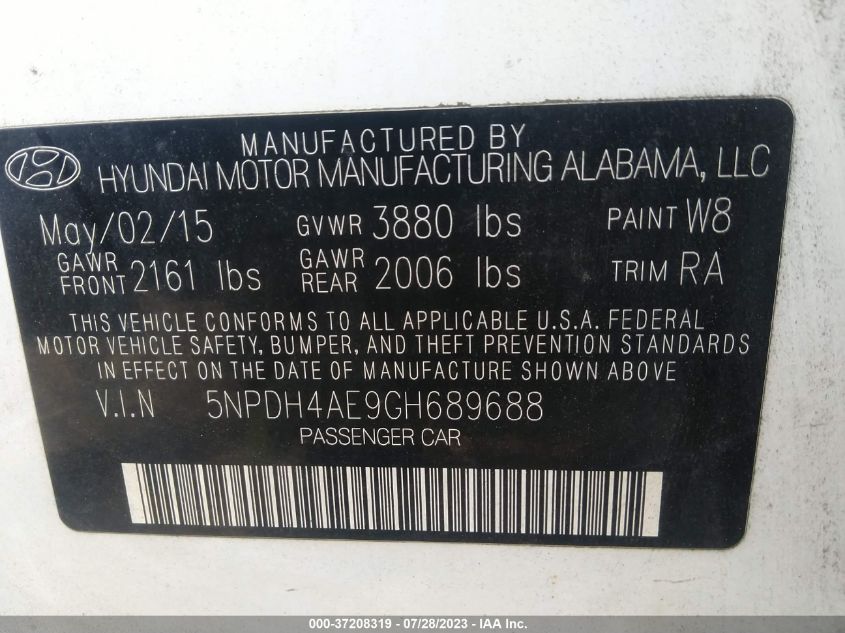 MANUFACTURED BY
HYUNDAI MOTOR MANUFACTURING ALABAMA, LLC
May/02/15 GVWR 3880 lbs PAINT W8
GAWR FRONT 2161 lbs GAWR REAR 2006 lbs TRIM RA
THIS VEHICLE CONFORMS TO ALL APPLICABLE U.S.A. FEDERAL
MOTOR VEHICLE SAFETY, BUMPER, AND THEFT PREVENTION STANDARDS
IN EFFECT ON THE DATE OF MANUFACTURE SHOWN ABOVE
V.I.N 5NPDH4AE9GH689688
PASSENGER CAR
000-37208319 - 07/28/2023 - IAA Inc.